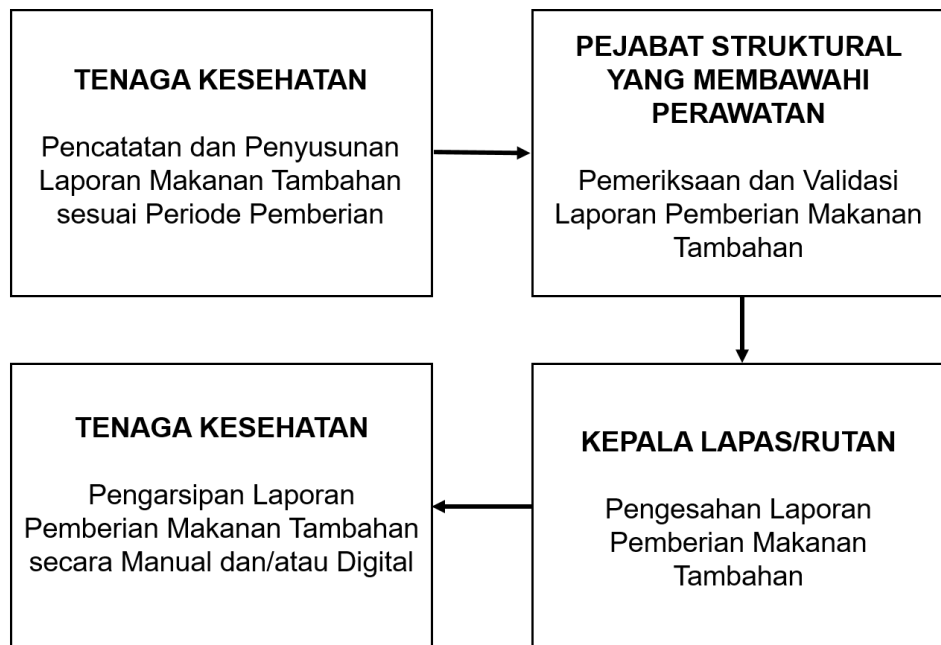 TENAGA KESEHATAN
Pencatatan dan Penyusunan
Laporan Makanan Tambahan
sesuai Periode Pemberian
PEJABAT STRUKTURAL
YANG MEMBAWAHI
PERAWATAN
Pemeriksaan dan Validasi
Laporan Pemberian Makanan
Tambahan
KEPALA LAPAS/RUTAN
Pengesahan Laporan
Pemberian Makanan
Tambahan
TENAGA KESEHATAN
Pengarsipan Laporan
Pemberian Makanan Tambahan
secara Manual dan/atau Digital